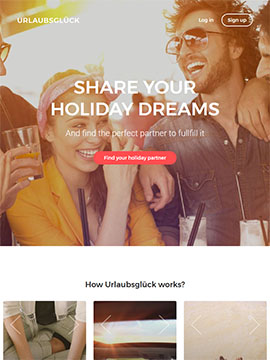 URLAUBSGLÜCK
Log in
Sign up
SHARE YOUR
HOLIDAY DREAMS
And find the perfect partner to fullfill it
Find your holiday partner
How Urlaubsglück works?